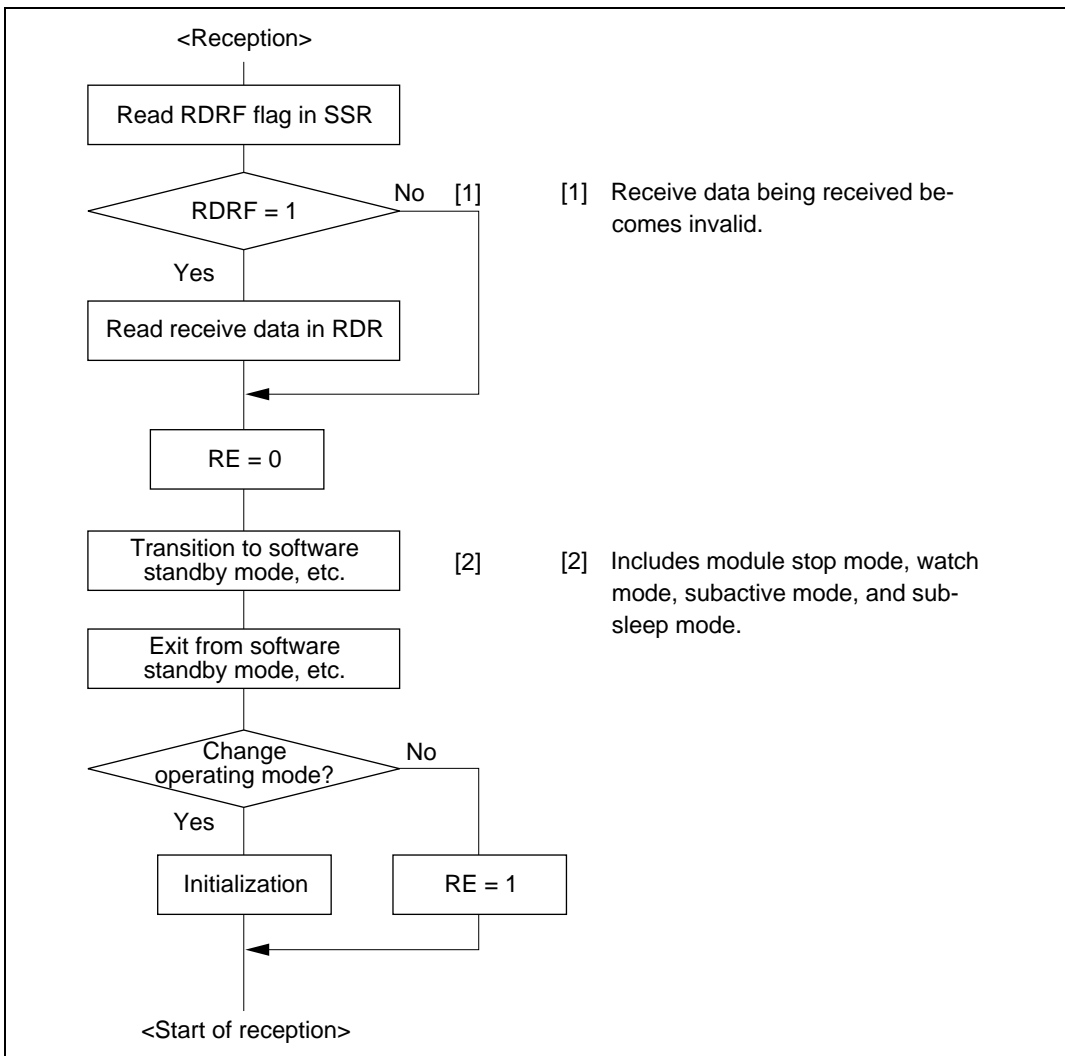 <Reception>
Read RDRF flag in SSR
RDRF = 1
No [1]
[1] Receive data being received be-
comes invalid.
Yes
Read receive data in RDR
RE = 0
Transition to software
standby mode, etc.
[2]
[2] Includes module stop mode, watch
mode, subactive mode, and sub-
sleep mode.
Exit from software
standby mode, etc.
Change
operating mode?
No
Yes
Initialization
RE = 1
<Start of reception>